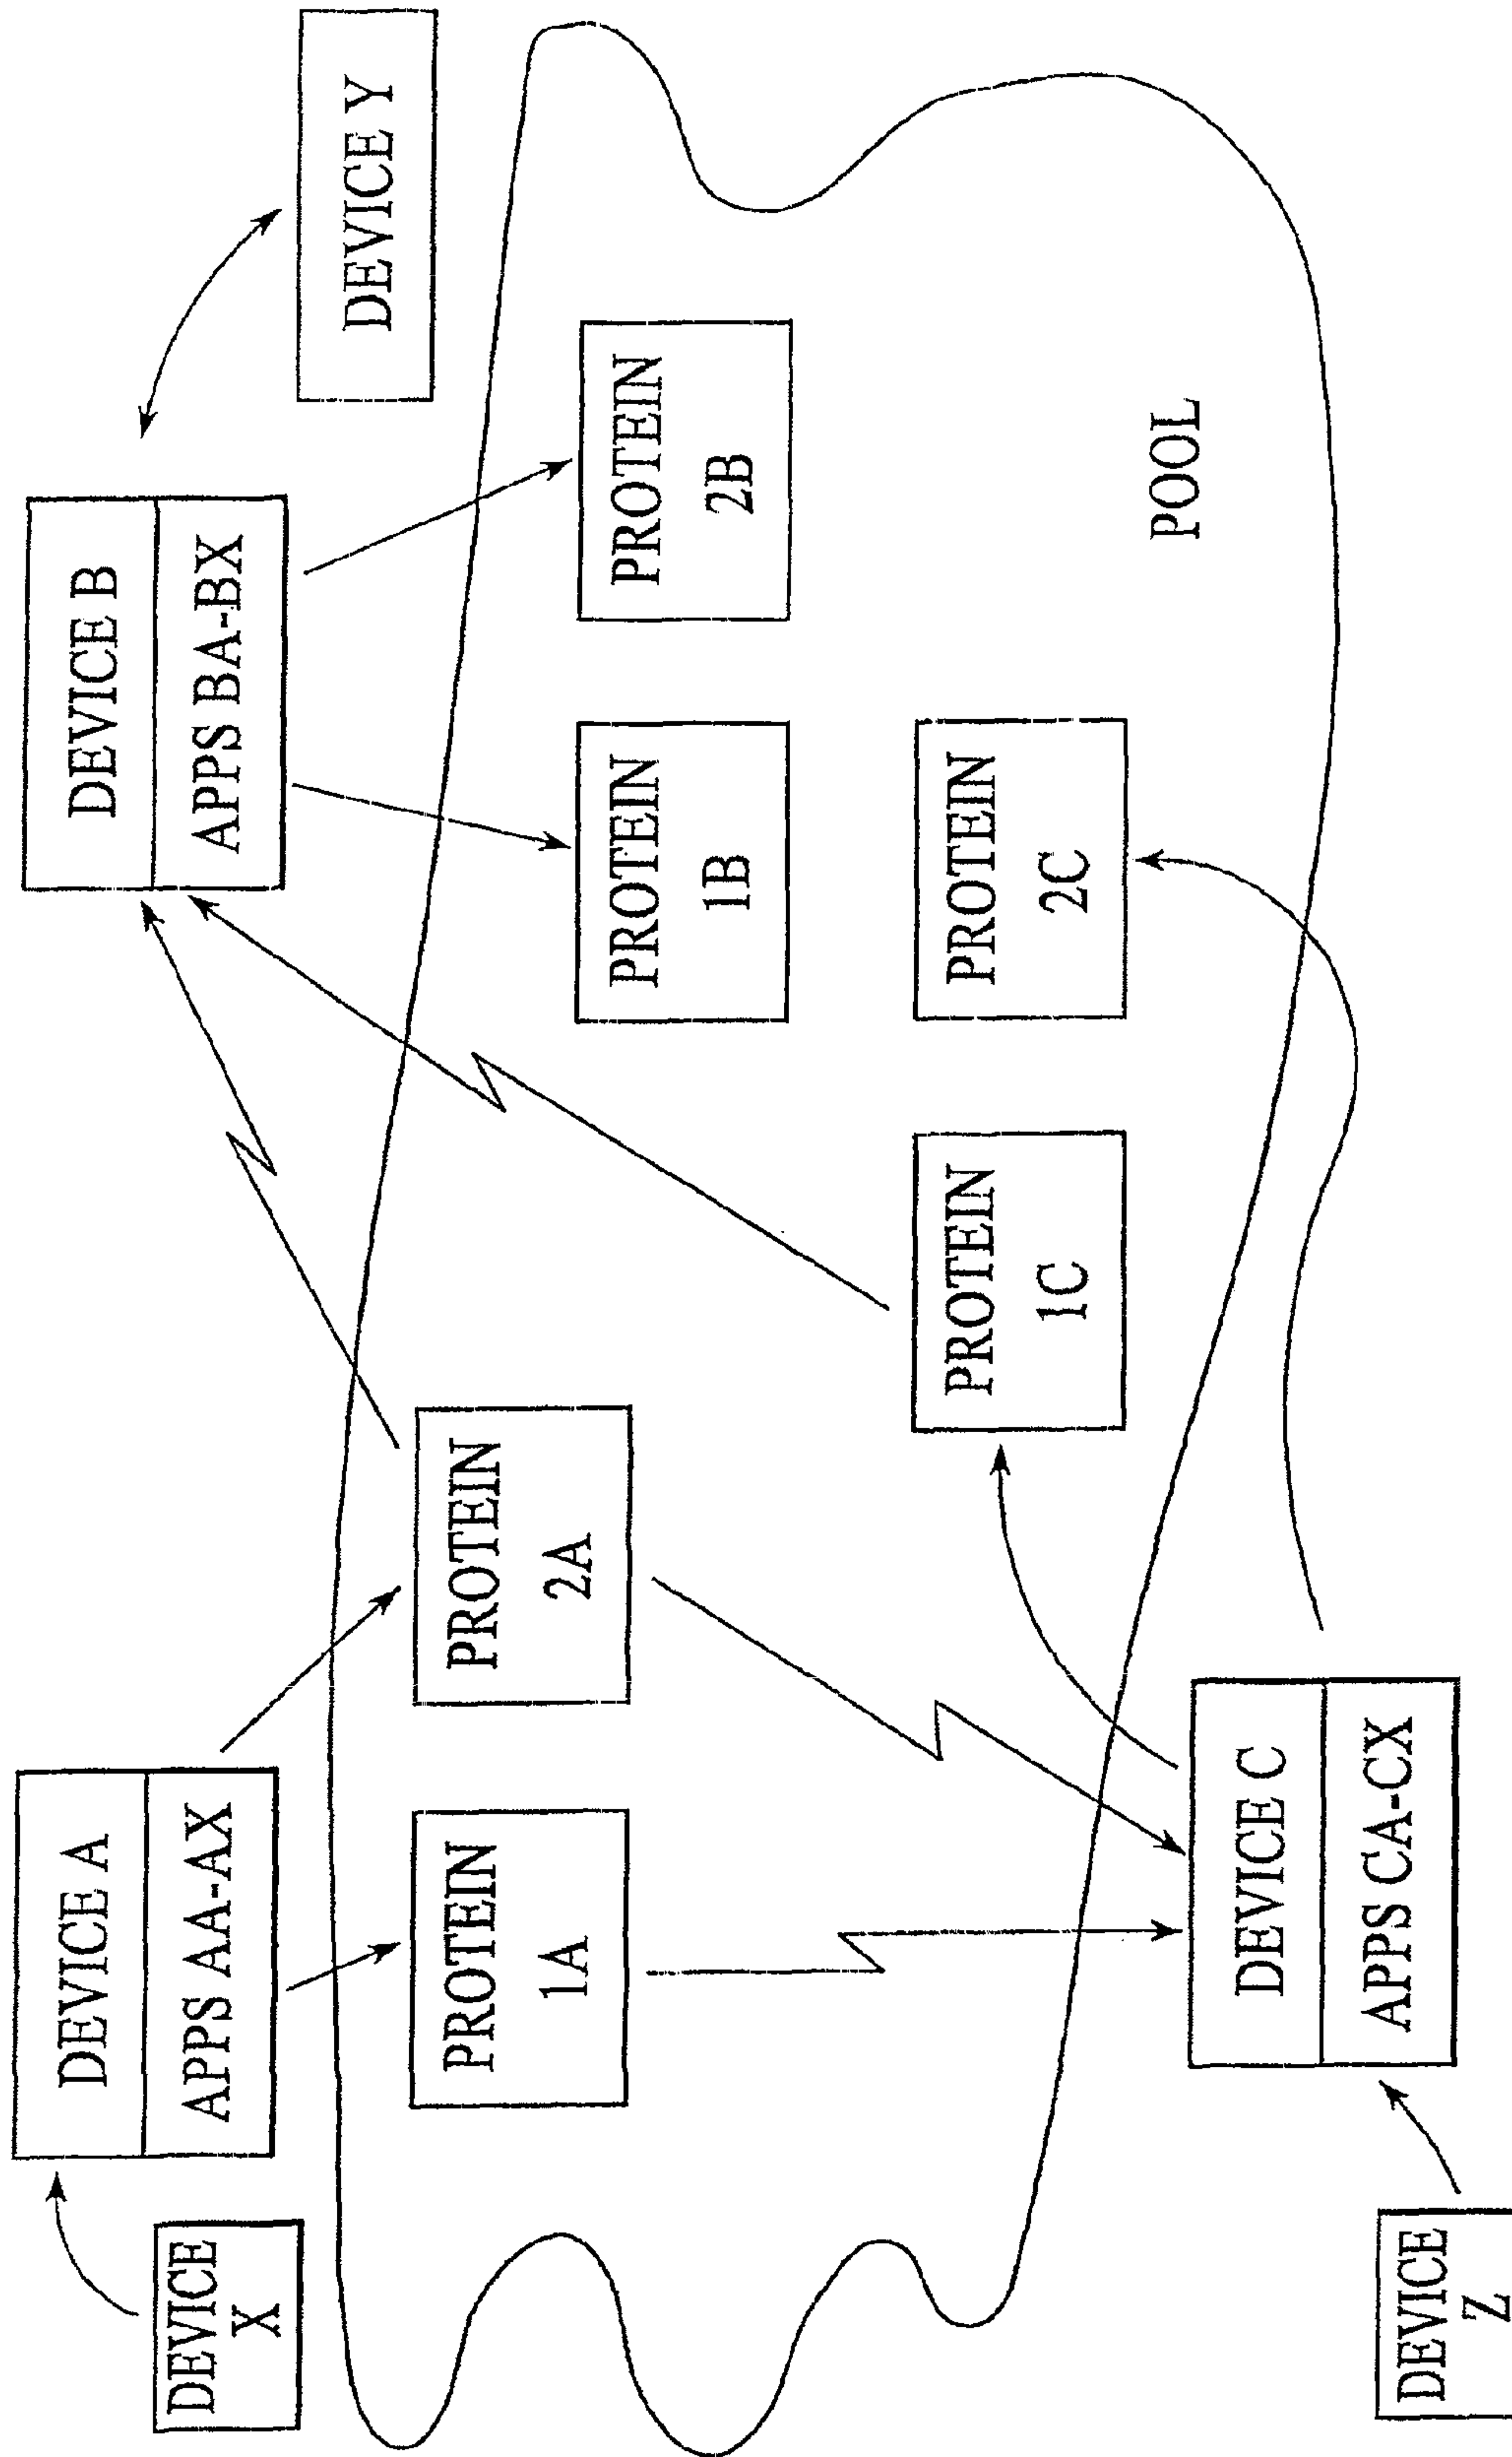 DEVICE
X
DEVICE A
APPS AA-AX
DEVICE B
APPS BA-BX
DEVICE Y
PROTEIN
1A
PROTEIN
2A
PROTEIN
1B
PROTEIN
2B
PROTEIN
1C
PROTEIN
2C
POOL
DEVICE C
APPS CA-CX
DEVICE
Z